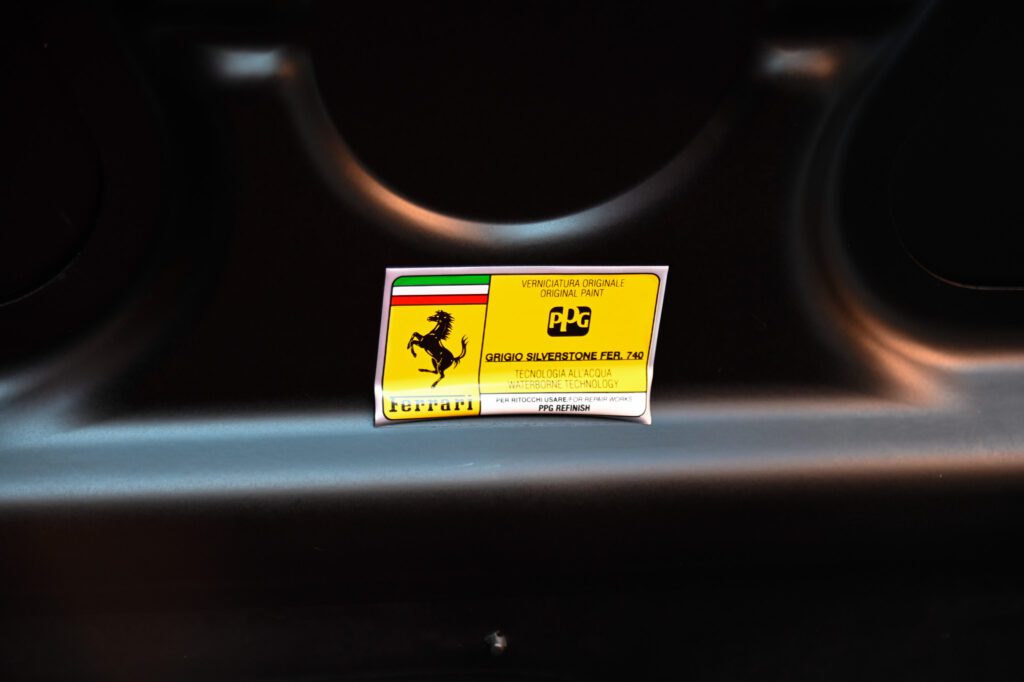 VERNICIATURA ORIGINALE
ORIGINAL PAINT
PPG
GRIGIO SILVERSTONE FER. 740
TECNOLOGIA ALL'ACQUA
WATERBORNE TECHNOLOGY
Ferrari
PER RITOCCHI USARE/FOR REPAIR WORKS
PPG REFINISH